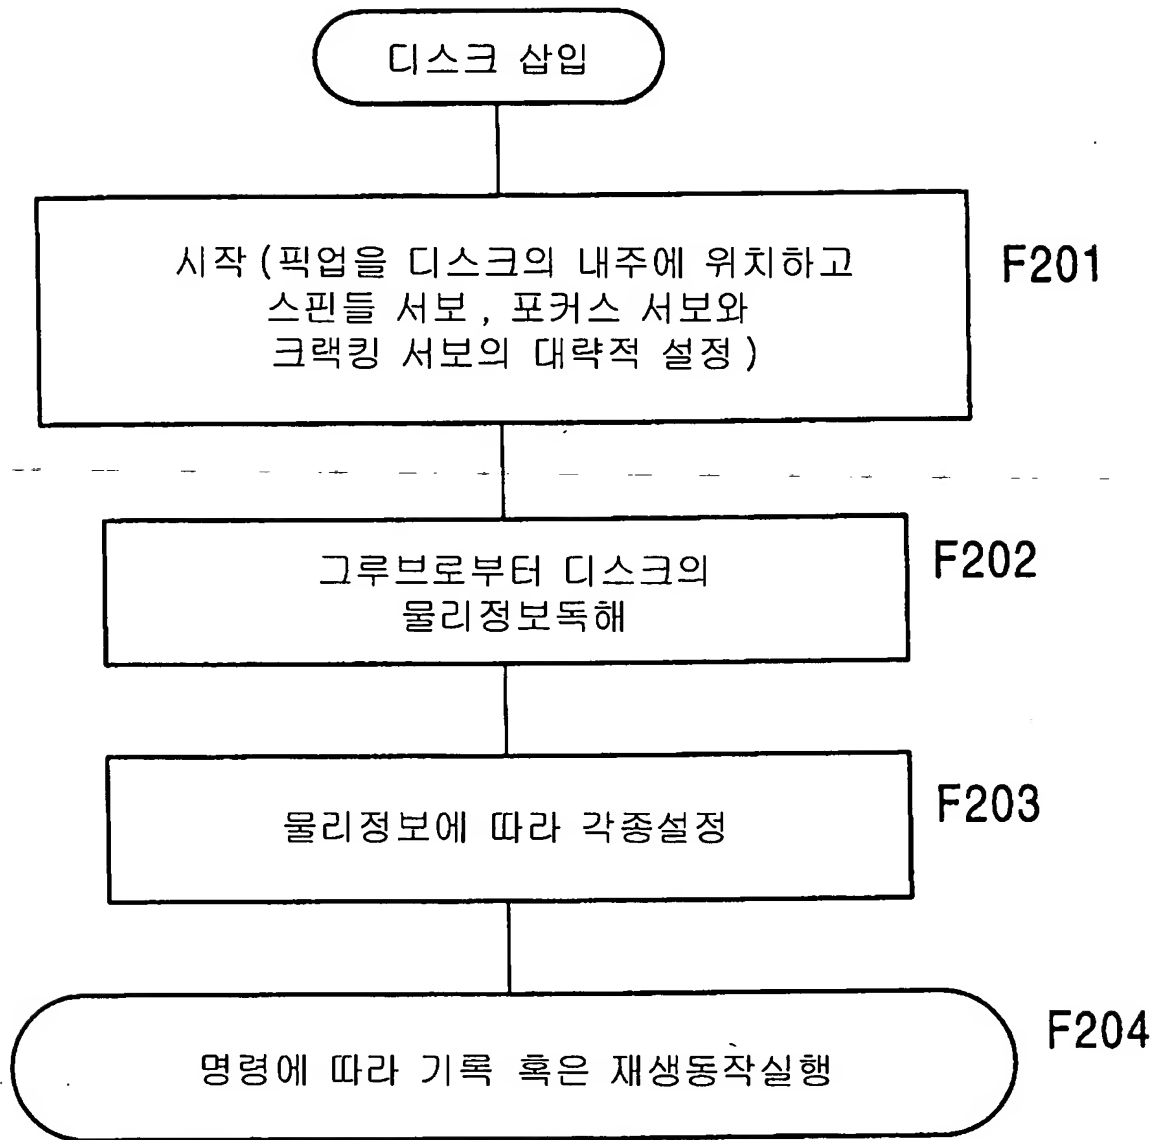 디스크 삽입
시작(픽업을 디스크의 내주에 위치하고
스핀들 서보, 포커스 서보와
크랙킹 서보의 대략적 설정)
F201
그루브로부터 디스크의
물리정보독해
F202
물리정보에 따라 각종설정
F203
명령에 따라 기록 혹은 재생동작실행
F204